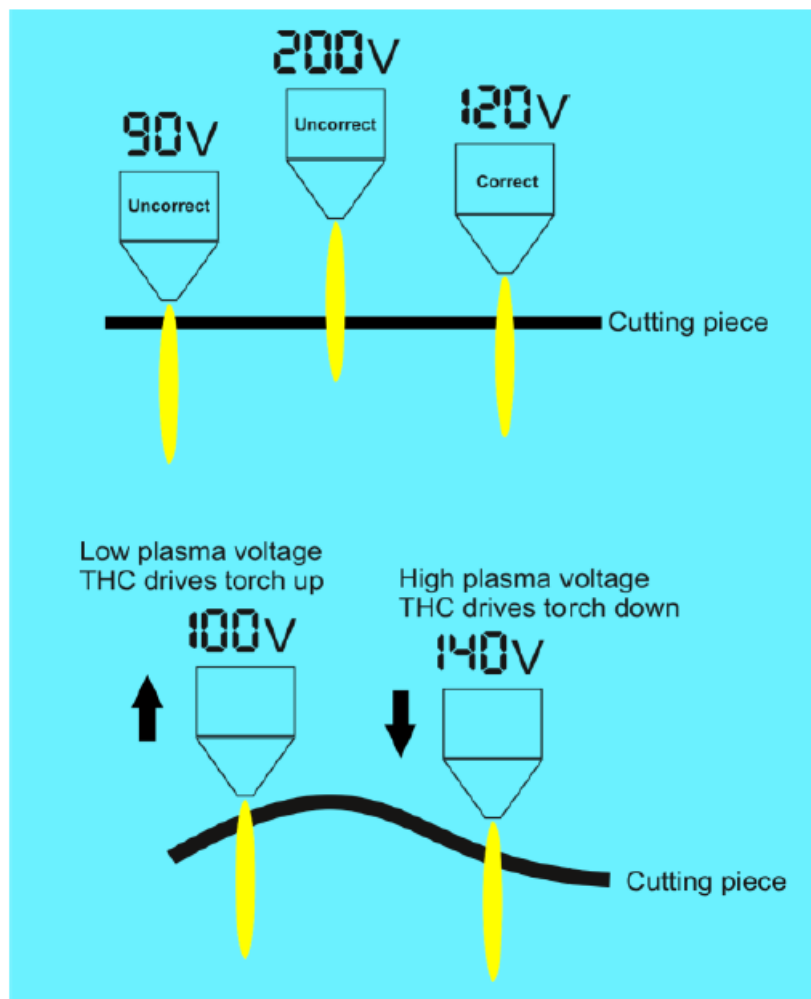 200V
Uncorrect
90V
Uncorrect
120V
Correct
Cutting piece
Low plasma voltage
THC drives torch up
100V
High plasma voltage
THC drives torch down
140V
Cutting piece